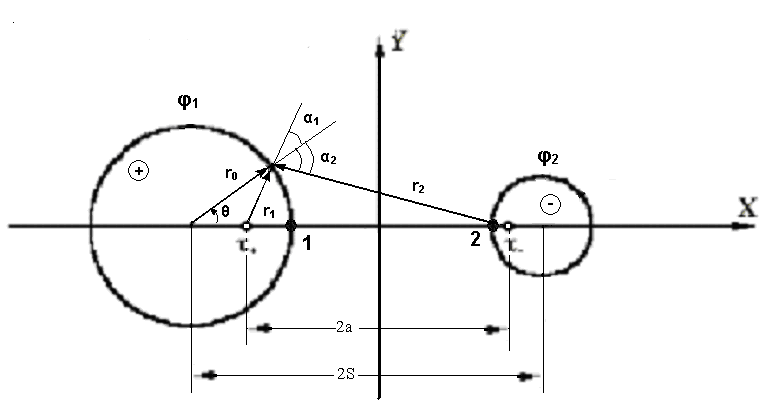 Y
φ₁
α₁
+
α₂
φ₂
r₀
r₂
-
θ
r₁
X
τ₊
1
2
τ₋
2a
2S